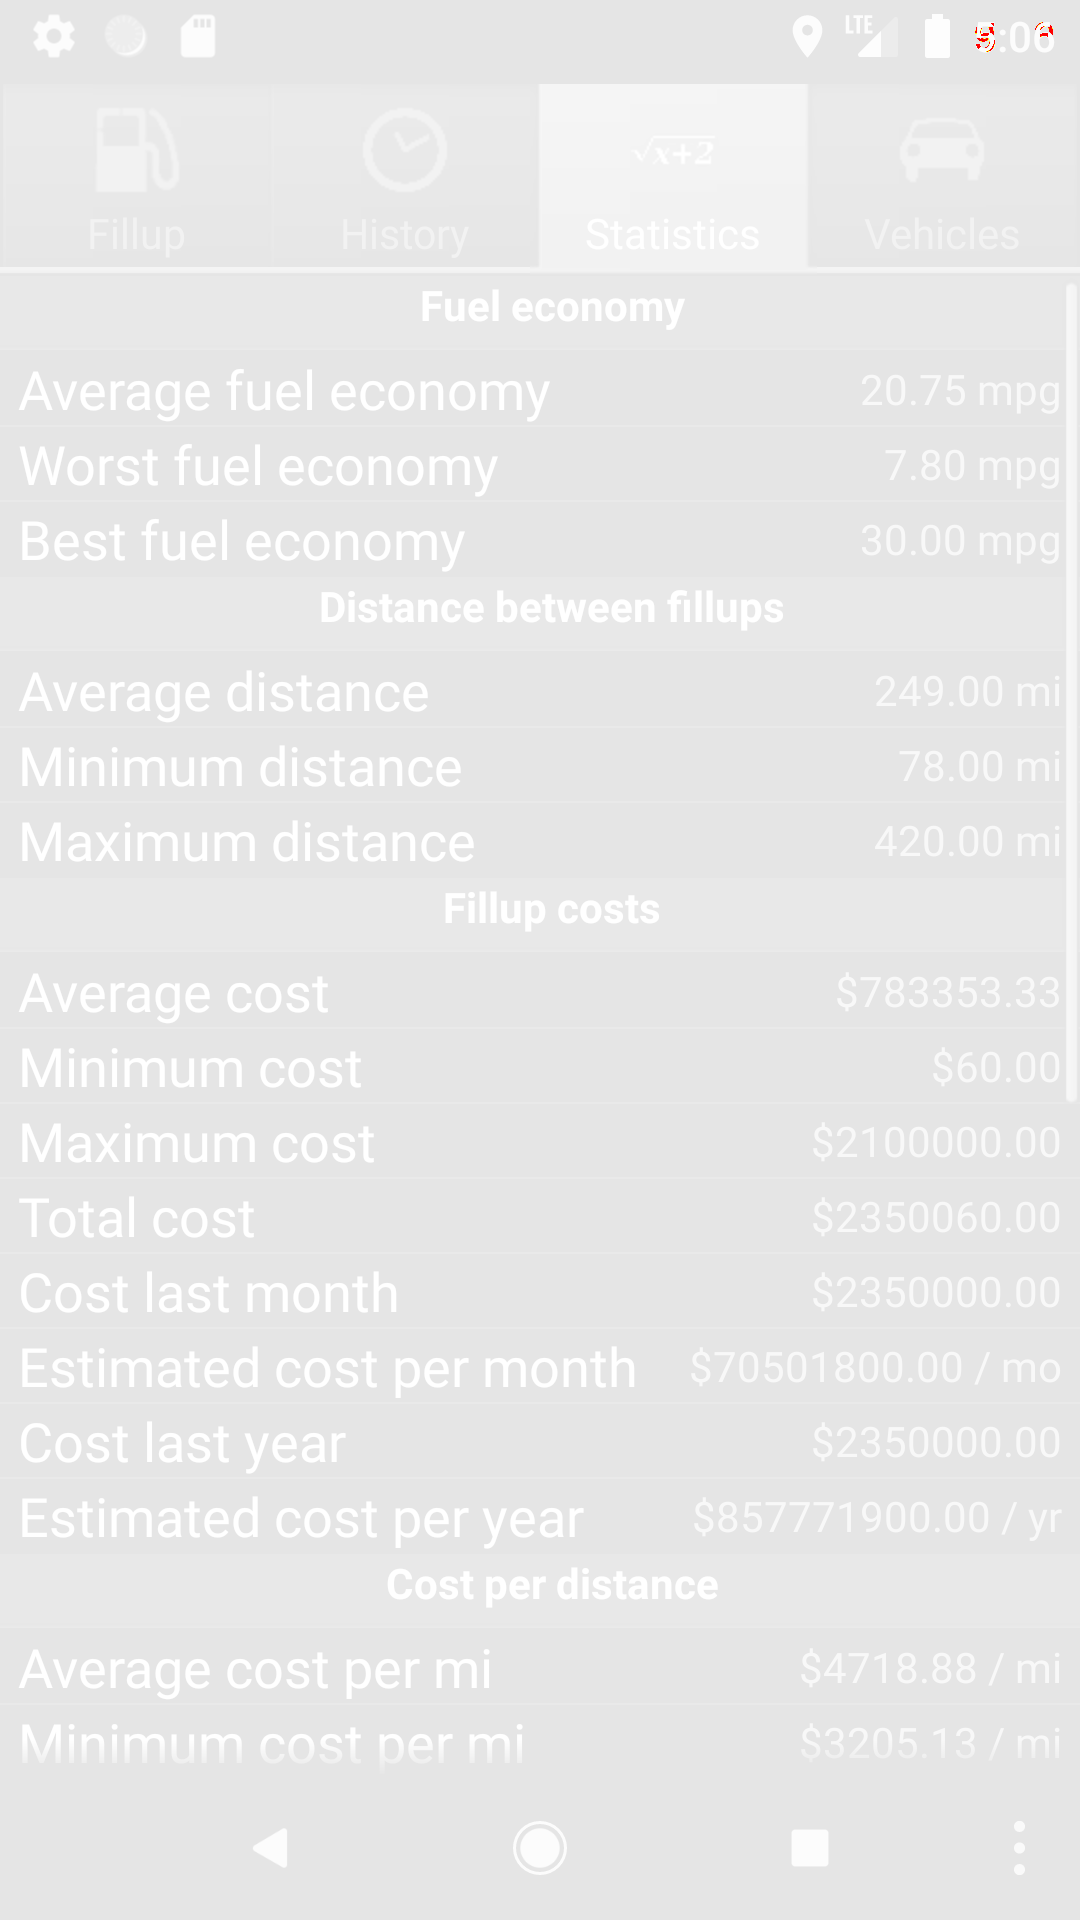 LTE 5:06
Fillup
History
√x+2
Statistics
Vehicles
Fuel economy
Average fuel economy 20.75 mpg
Worst fuel economy 7.80 mpg
Best fuel economy 30.00 mpg
Distance between fillups
Average distance 249.00 mi
Minimum distance 78.00 mi
Maximum distance 420.00 mi
Fillup costs
Average cost $783353.33
Minimum cost $60.00
Maximum cost $2100000.00
Total cost $2350060.00
Cost last month $2350000.00
Estimated cost per month $70501800.00 / mo
Cost last year $2350000.00
Estimated cost per year $857771900.00 / yr
Cost per distance
Average cost per mi $4718.88 / mi
Minimum cost per mi $3205.13 / mi